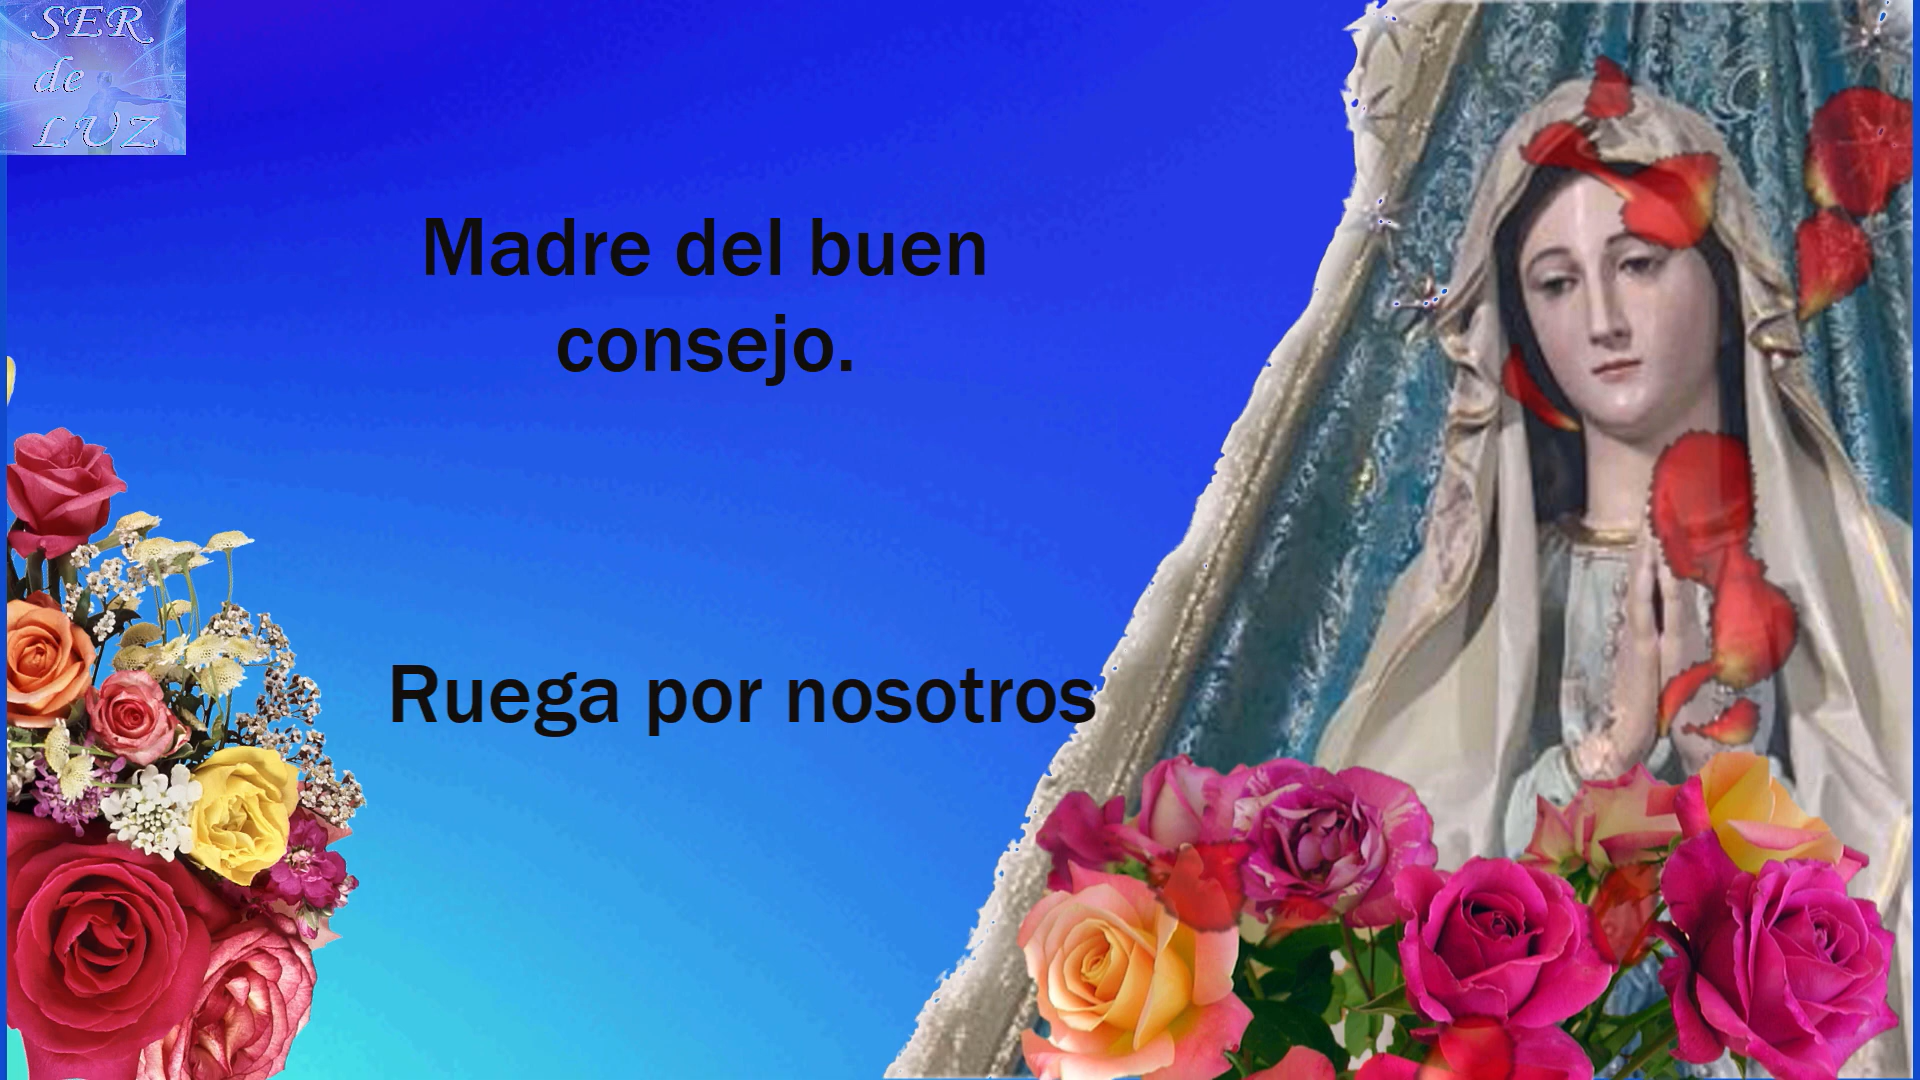 SER
de
LUZ
Madre del buen
consejo.
Ruega por nosotros